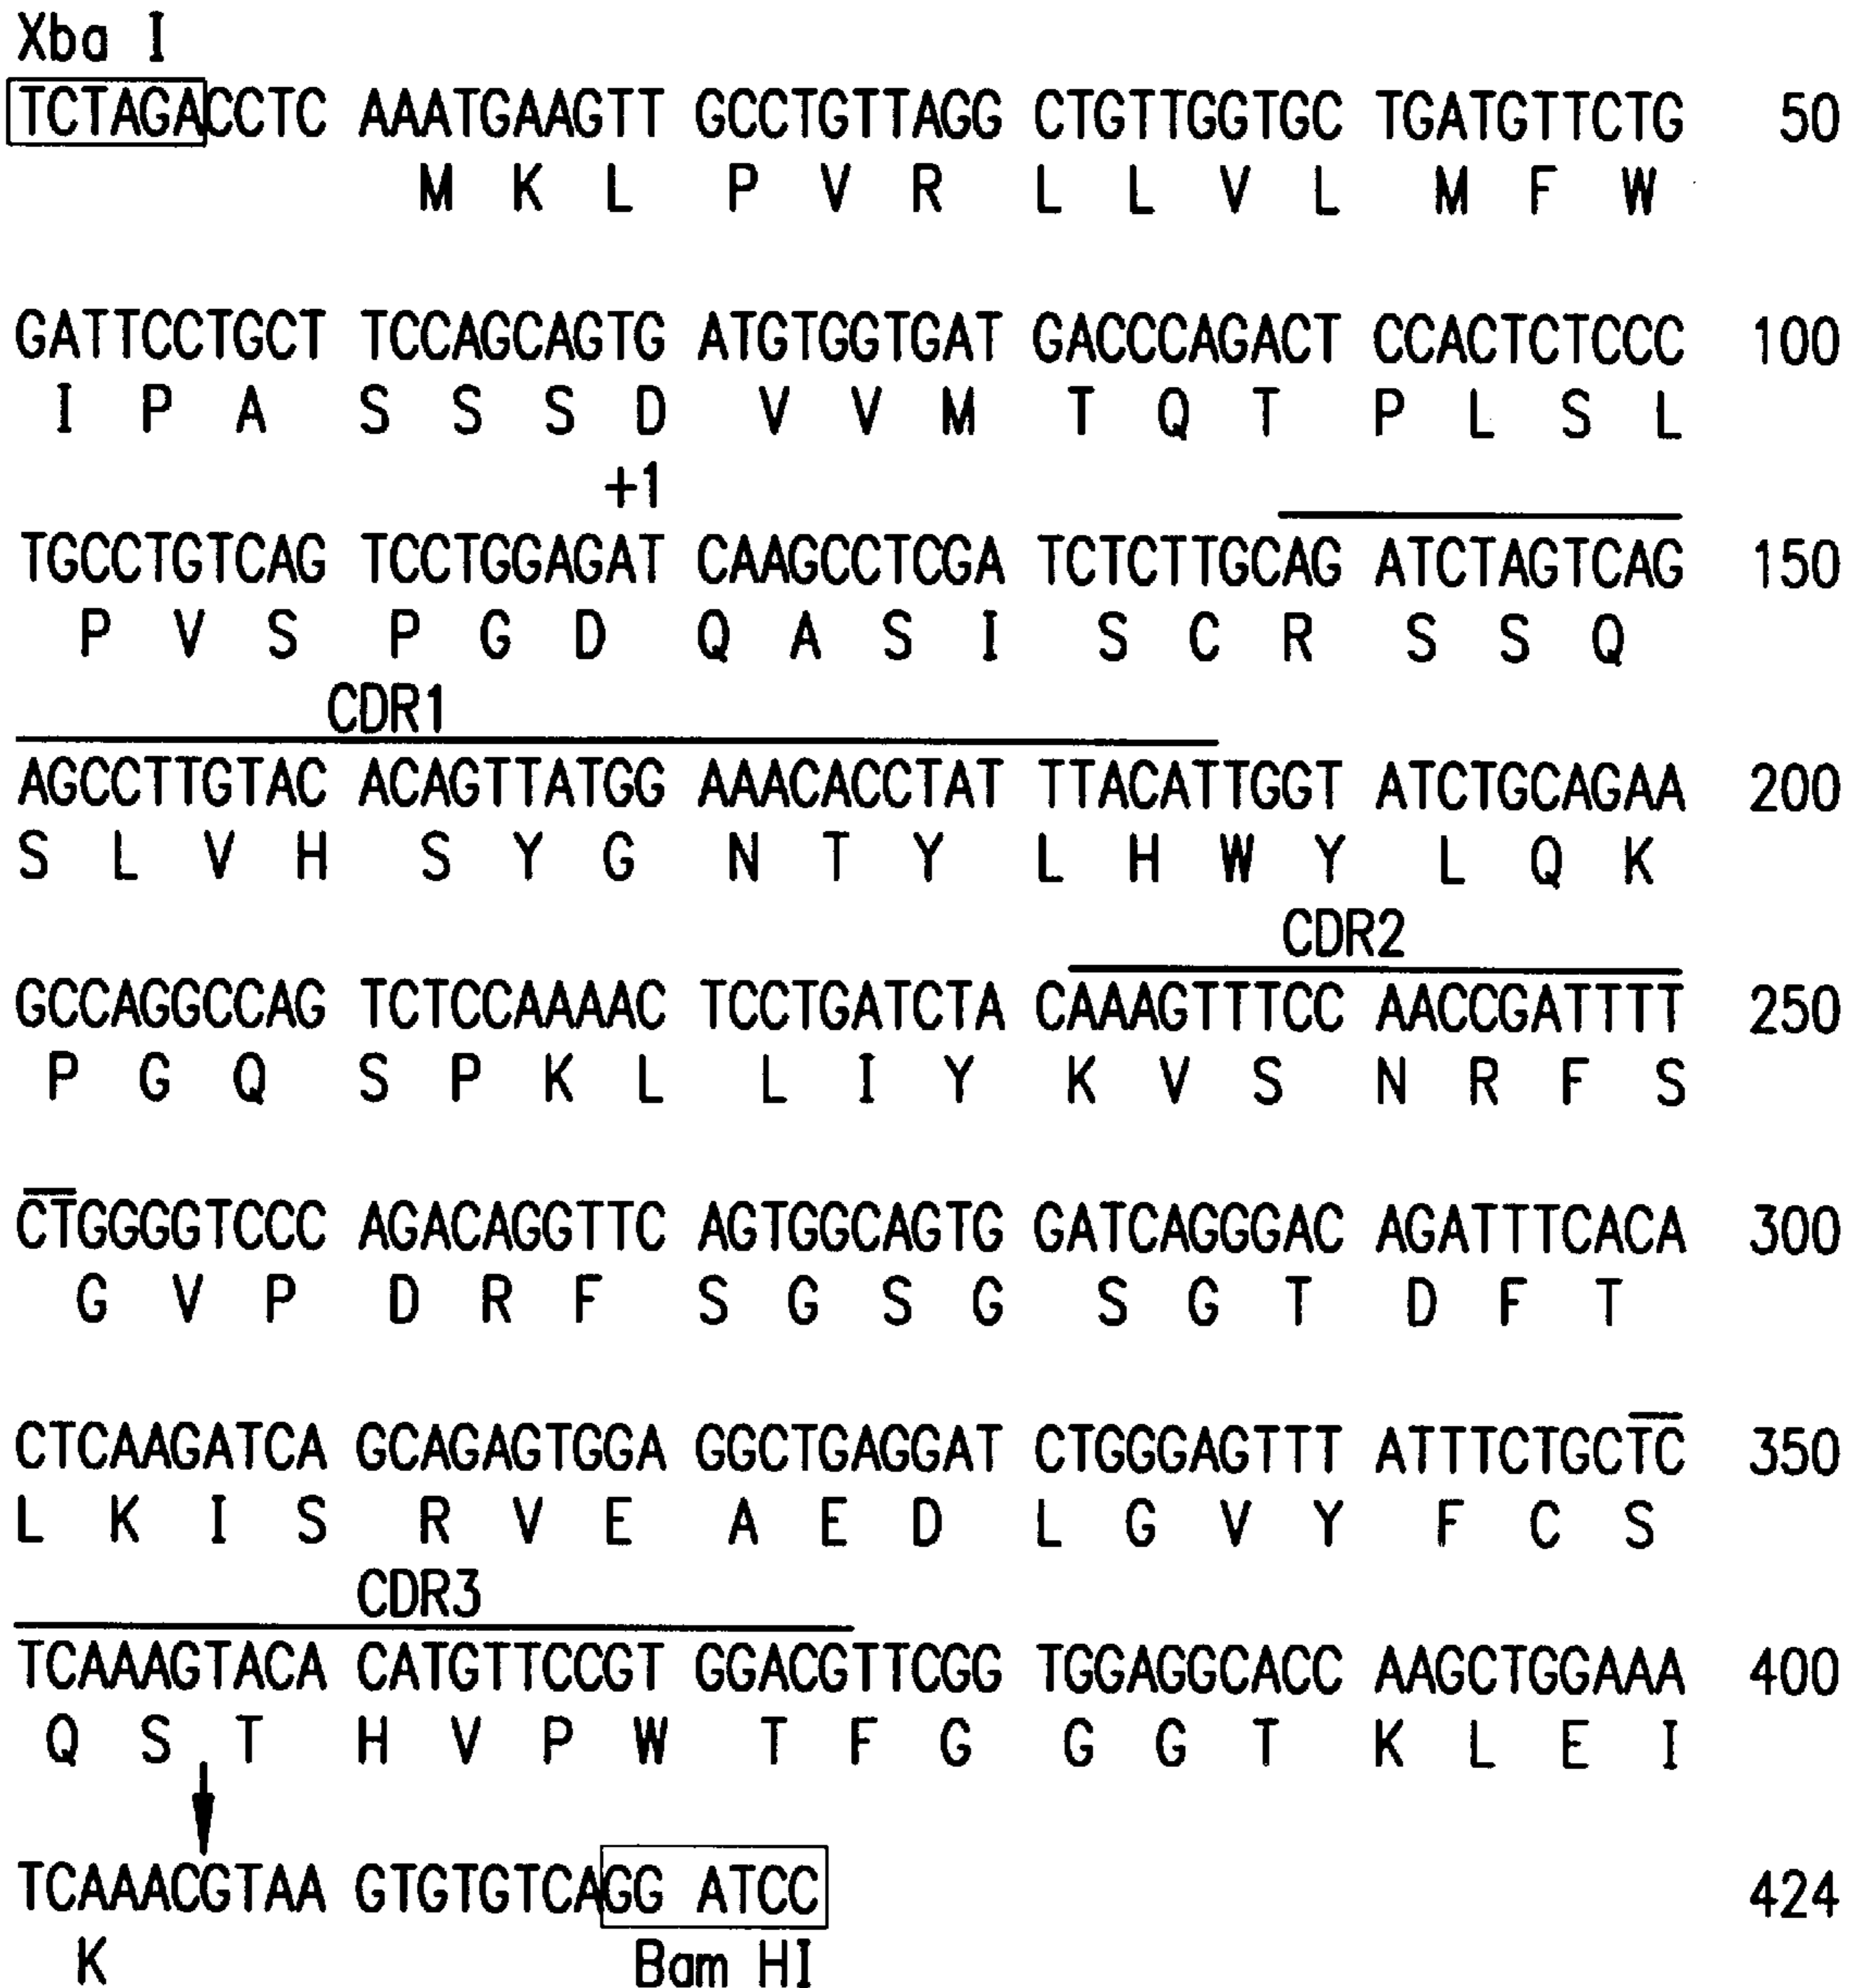 Xba I
TCTAGACCTC AAATGAAGTT GCCTGTTAGG CTGTTGGTGC TGATGTTCTG 50
M K L P V R L L V L M F W
GATTCCTGCT TCCAGCAGTG ATGTGGTGAT GACCCAGACT CCACTCTCCC 100
I P A S S S D V V M T Q T P L S L
+1
TGCCTGTCAG TCCTGGAGAT CAAGCCTCGA TCTCTTGCAG ATCTAGTCAG 150
P V S P G D Q A S I S C R S S Q
CDR1
AGCCTTGTAC ACAGTTATGG AAACACCTAT TTACATTGGT ATCTGCAGAA 200
S L V H S Y G N T Y L H W Y L Q K
CDR2
GCCAGGCCAG TCTCCAAAAC TCCTGATCTA CAAAGTTTCC AACCGATTTT 250
P G Q S P K L L I Y K V S N R F S
CTGGGGTCCC AGACAGGTTC AGTGGCAGTG GATCAGGGAC AGATTTCACA 300
G V P D R F S G S G S G T D F T
CTCAAGATCA GCAGAGTGGA GGCTGAGGAT CTGGGAGTTT ATTTCTGCTC 350
L K I S R V E A E D L G V Y F C S
CDR3
TCAAAGTACA CATGTTCCGT GGACGTTCGG TGGAGGCACC AAGCTGGAAA 400
Q S T H V P W T F G G G T K L E I
TCAAACGTAA GTGTGTCAGG ATCC 424
K Bam HI